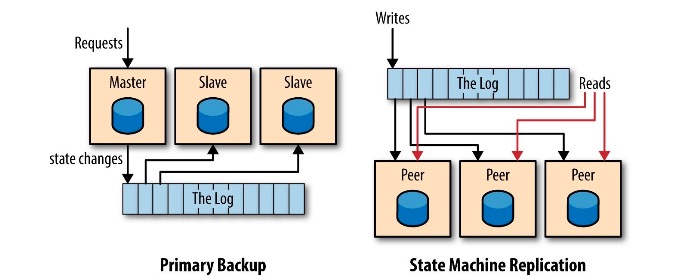 Requests
Master
Slave
Slave
state changes
The Log
Primary Backup
Writes
The Log
Reads
Peer
Peer
Peer
State Machine Replication